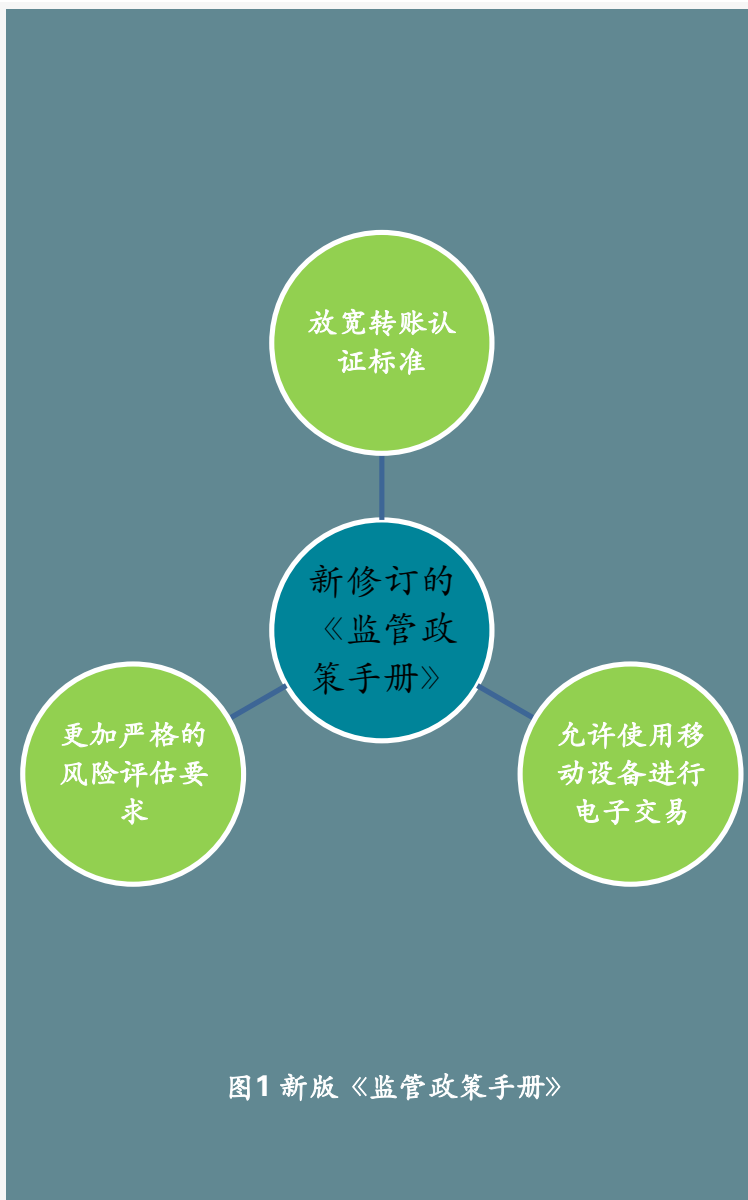 放宽转账认
证标准
新修订的
《监管政
策手册》
更加严格的
风险评估要
求
允许使用移
动设备进行
电子交易
图1 新版《监管政策手册》